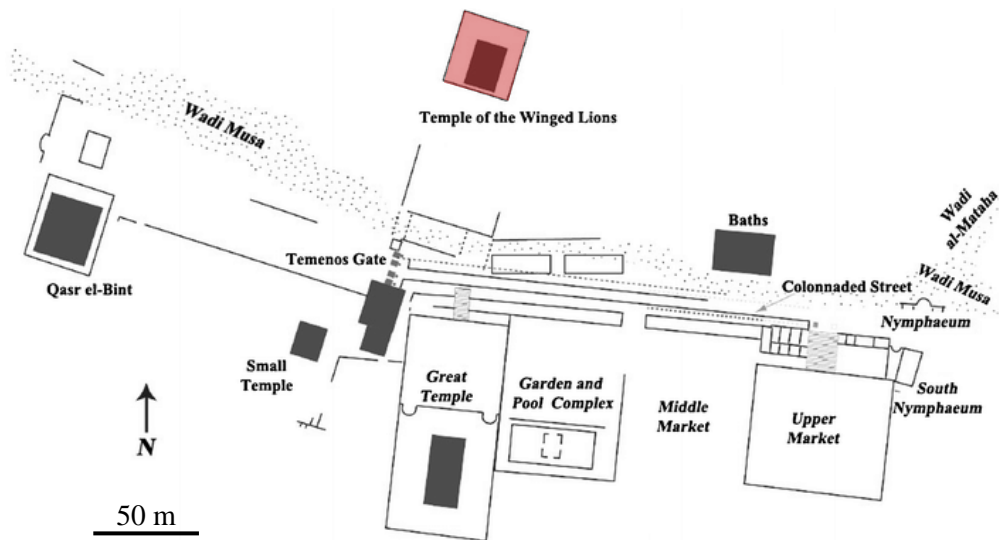 Temple of the Winged Lions
Wadi Musa
Wadi
al-Mataha
Baths
Temenos Gate
Wadi Musa
Qasr el-Bint
Colonnaded Street
Nymphaeum
Small
Temple
Great
Temple
Garden and
Pool Complex
Middle
Market
Upper
Market
South
Nymphaeum
N
50 m